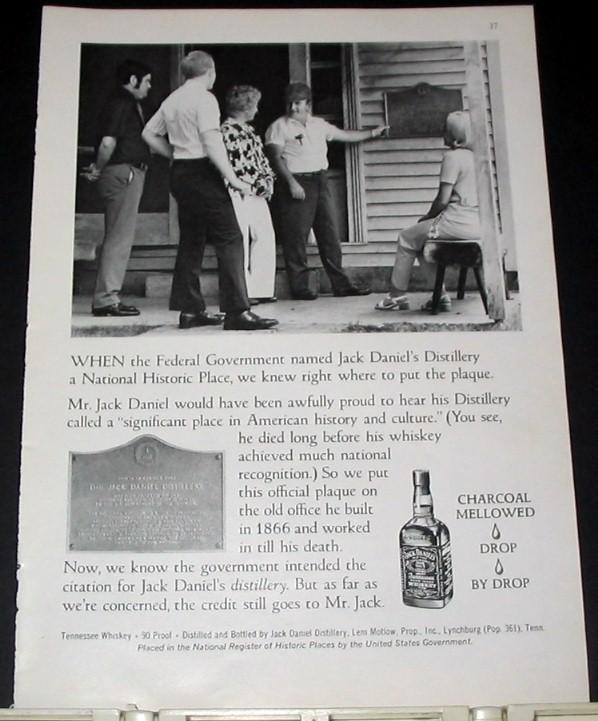 37
WHEN the Federal Government named Jack Daniel's Distillery
a National Historic Place, we knew right where to put the plaque.
Mr. Jack Daniel would have been awfully proud to hear his Distillery
called a "significant place in American history and culture." (You see,
he died long before his whiskey
achieved much national
recognition.) So we put
this official plaque on
the old office he built
in 1866 and worked
in till his death.
Now, we know the government intended the
citation for Jack Daniel's distillery. But as far as
we're concerned, the credit still goes to Mr. Jack.
THE JACK DANIEL DISTILLERY
JACK DANIEL'S
WHISKEY
CHARCOAL
MELLOWED
DROP
BY DROP
Tennessee Whiskey • 90 Proof • Distilled and Bottled by Jack Daniel Distillery, Lem Motlow, Prop., Inc., Lynchburg (Pop. 361), Tenn.
Placed in the National Register of Historic Places by the United States Government.